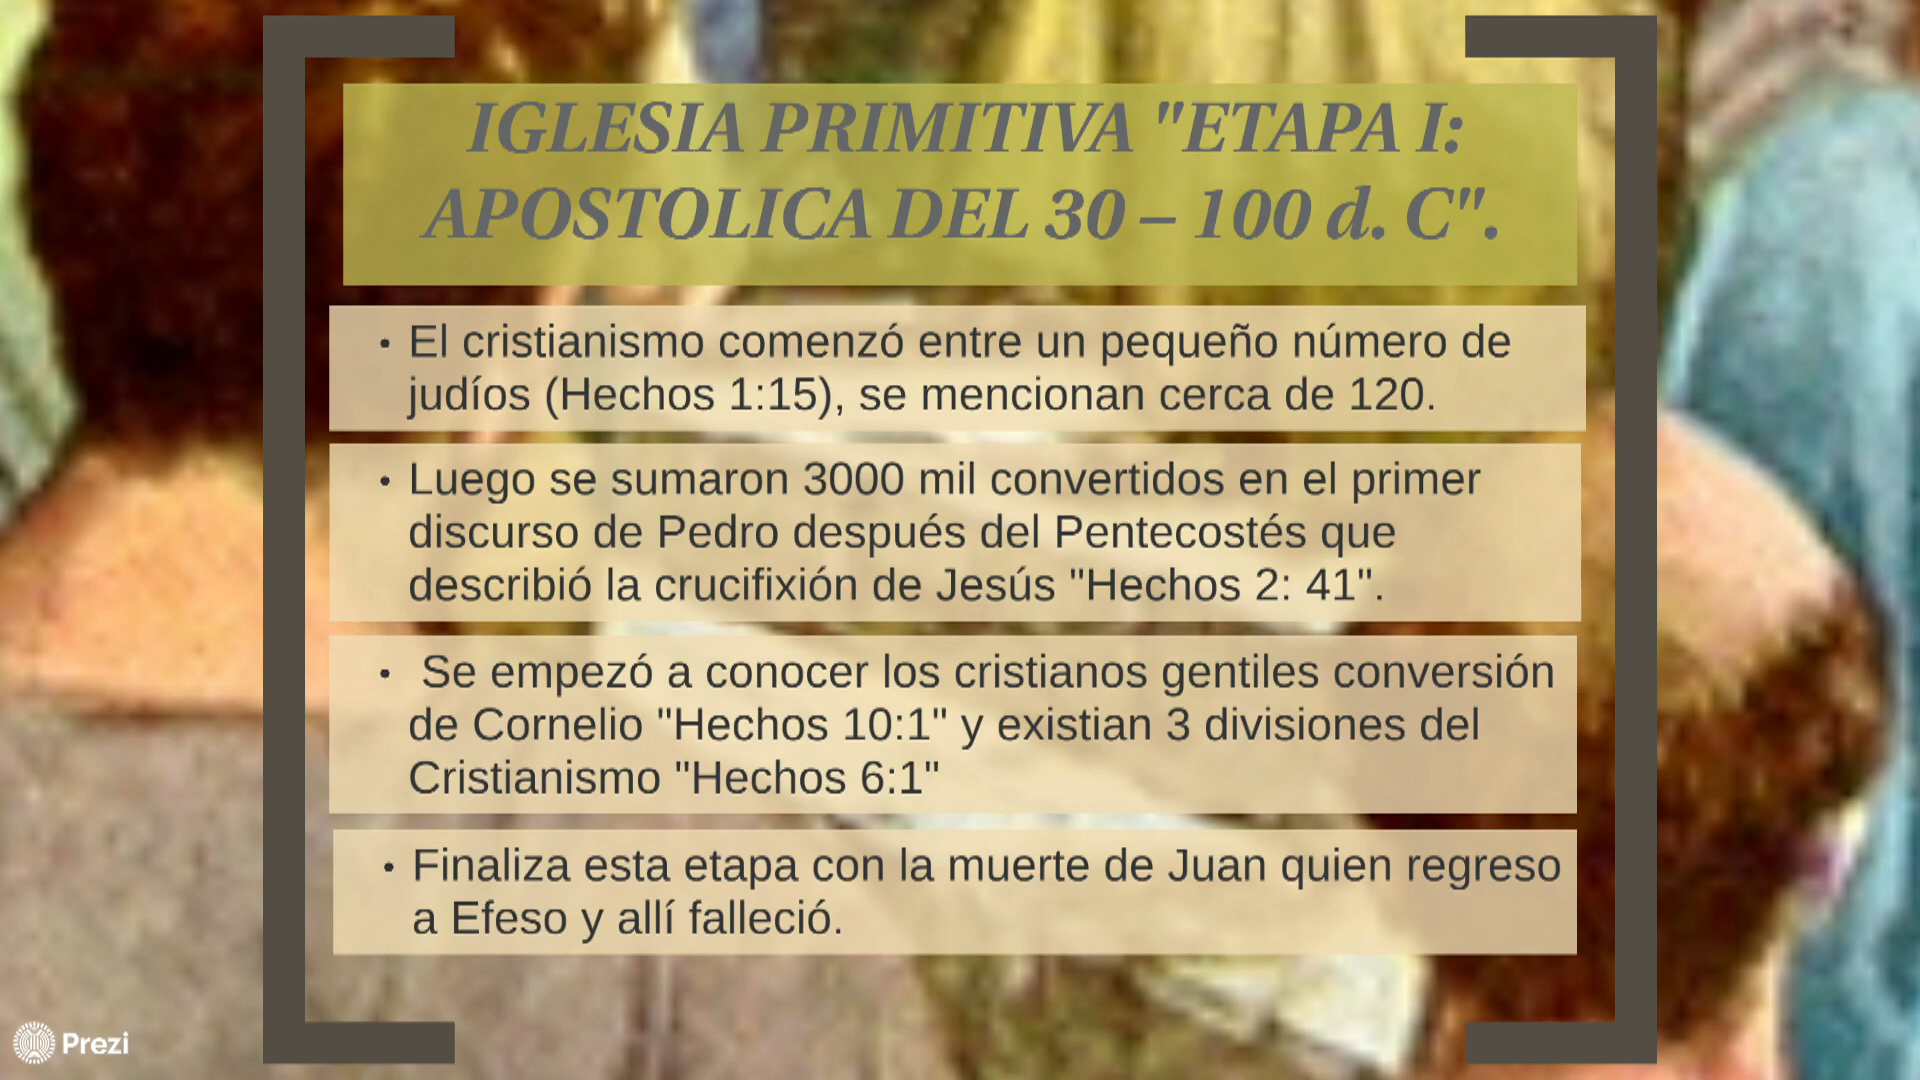 IGLESIA PRIMITIVA "ETAPA I:
APOSTOLICA DEL 30 – 100 d. C".
• El cristianismo comenzó entre un pequeño número de
judíos (Hechos 1:15), se mencionan cerca de 120.
• Luego se sumaron 3000 mil convertidos en el primer
discurso de Pedro después del Pentecostés que
describió la crucifixión de Jesús "Hechos 2: 41".
• Se empezó a conocer los cristianos gentiles conversión
de Cornelio "Hechos 10:1" y existian 3 divisiones del
Cristianismo "Hechos 6:1"
• Finaliza esta etapa con la muerte de Juan quien regreso
a Efeso y allí falleció.
Prezi